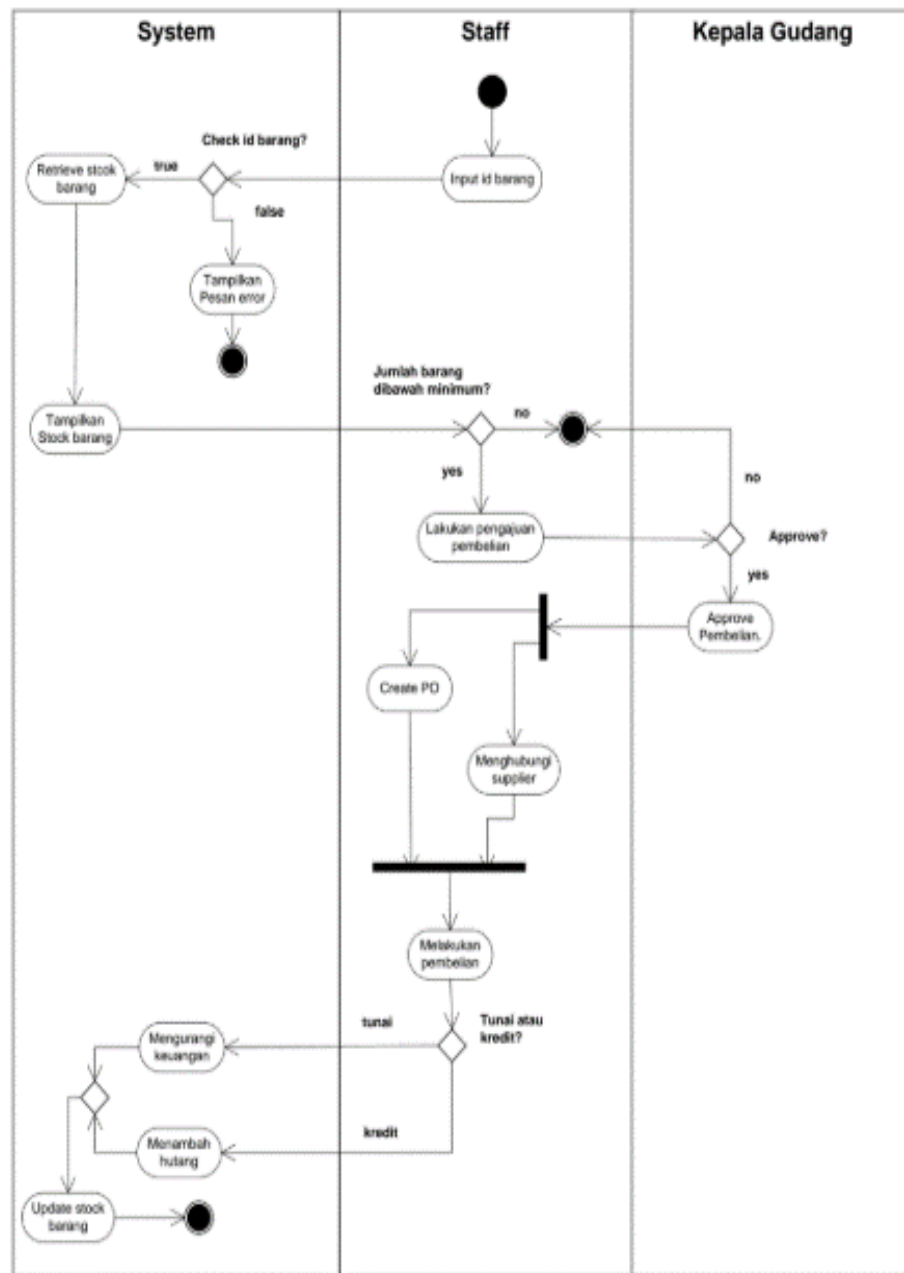 System
Staff
Kepala Gudang
Check id barang?
Retrieve stcok
barang
true
Input id barang
false
Tampilkan
Pesan error
Jumlah barang
dibawah minimum?
Tampilkan
Stock barang
no
yes
no
Lakukan pengajuan
pembelian
Approve?
yes
Approve
Pembelian.
Create PO
Menghubungi
supplier
Melakukan
pembelian
tunai
Tunai atau
kredit?
Mengurangi
keuangan
kredit
Menambah
hutang
Update stock
barang